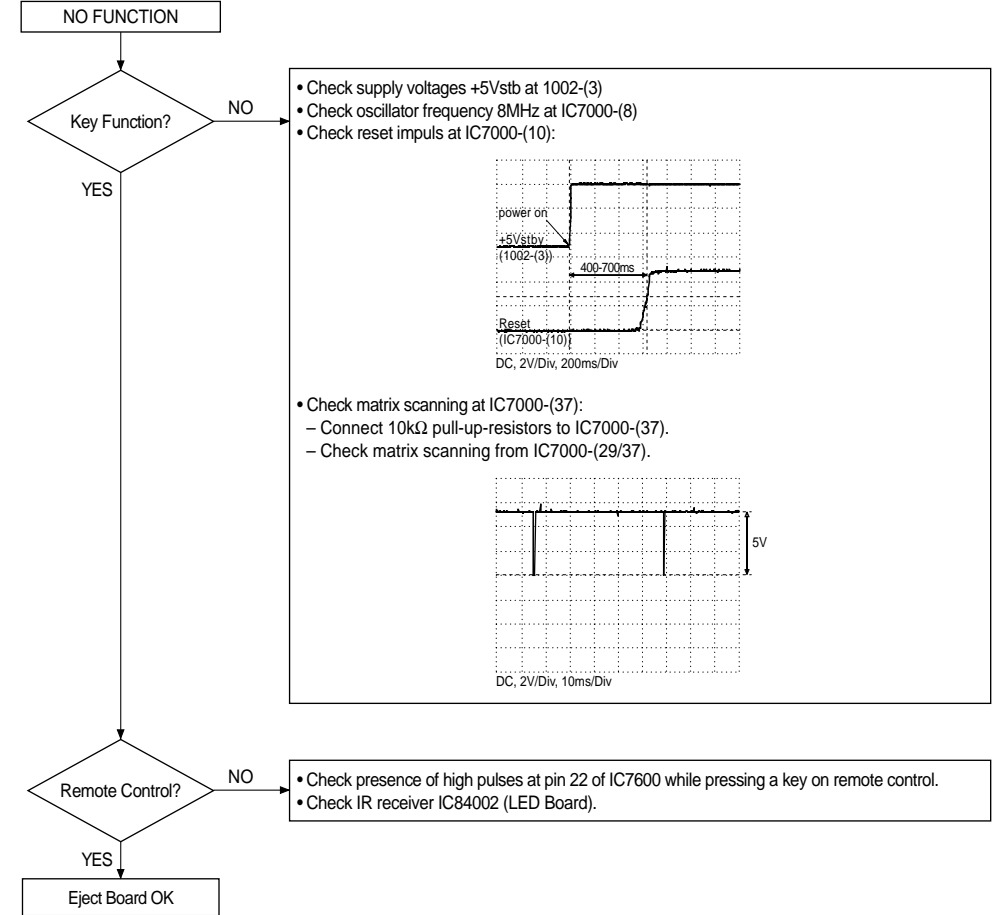 NO FUNCTION
Key Function?
NO
YES
• Check supply voltages +5Vstb at 1002-(3)
• Check oscillator frequency 8MHz at IC7000-(8)
• Check reset impuls at IC7000-(10):
power on
+5Vstby
(1002-(3))
400-700ms
Reset
(IC7000-(10))
DC, 2V/Div, 200ms/Div
• Check matrix scanning at IC7000-(37):
– Connect 10kΩ pull-up-resistors to IC7000-(37).
– Check matrix scanning from IC7000-(29/37).
5V
DC, 2V/Div, 10ms/Div
Remote Control?
NO
• Check presence of high pulses at pin 22 of IC7600 while pressing a key on remote control.
• Check IR receiver IC84002 (LED Board).
YES
Eject Board OK